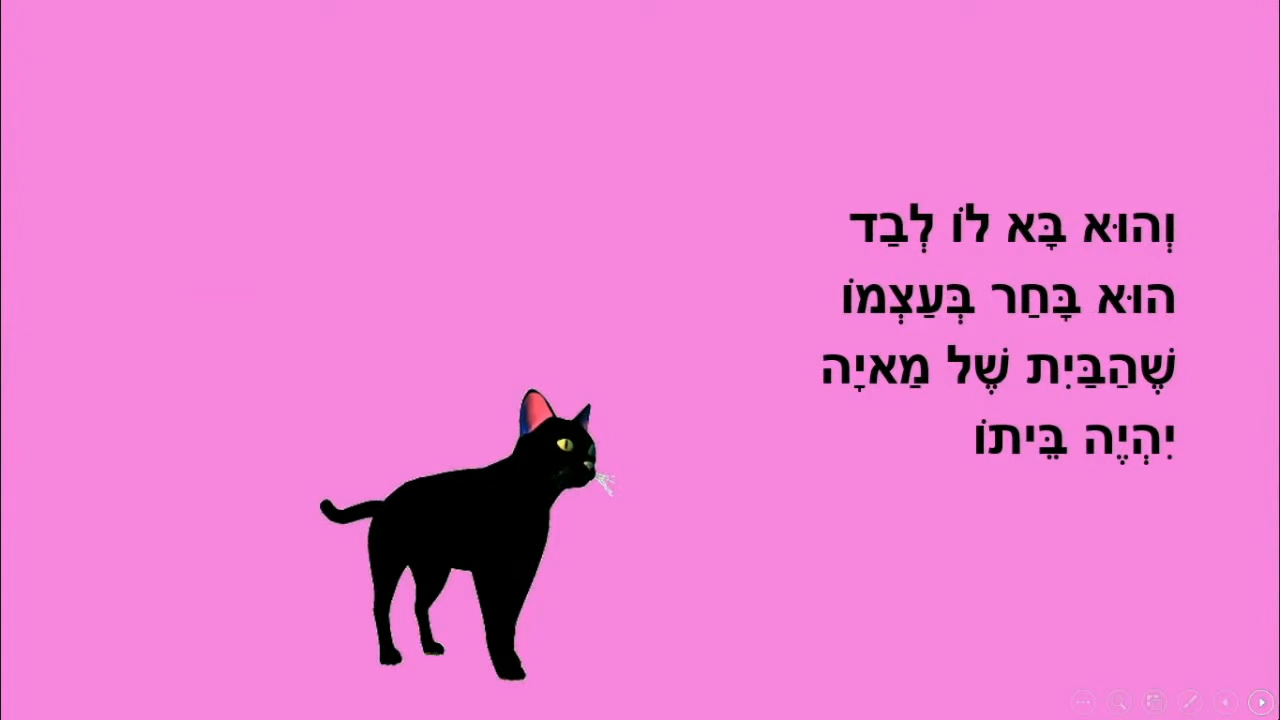 וְהוּא בָּא לוֹ לְבַד
הוּא בָּחַר בְּעַצְמוֹ
שֶׁהַבַּיִת שֶׁל מַאיָה
יִהְיֶה בֵּיתוֹ